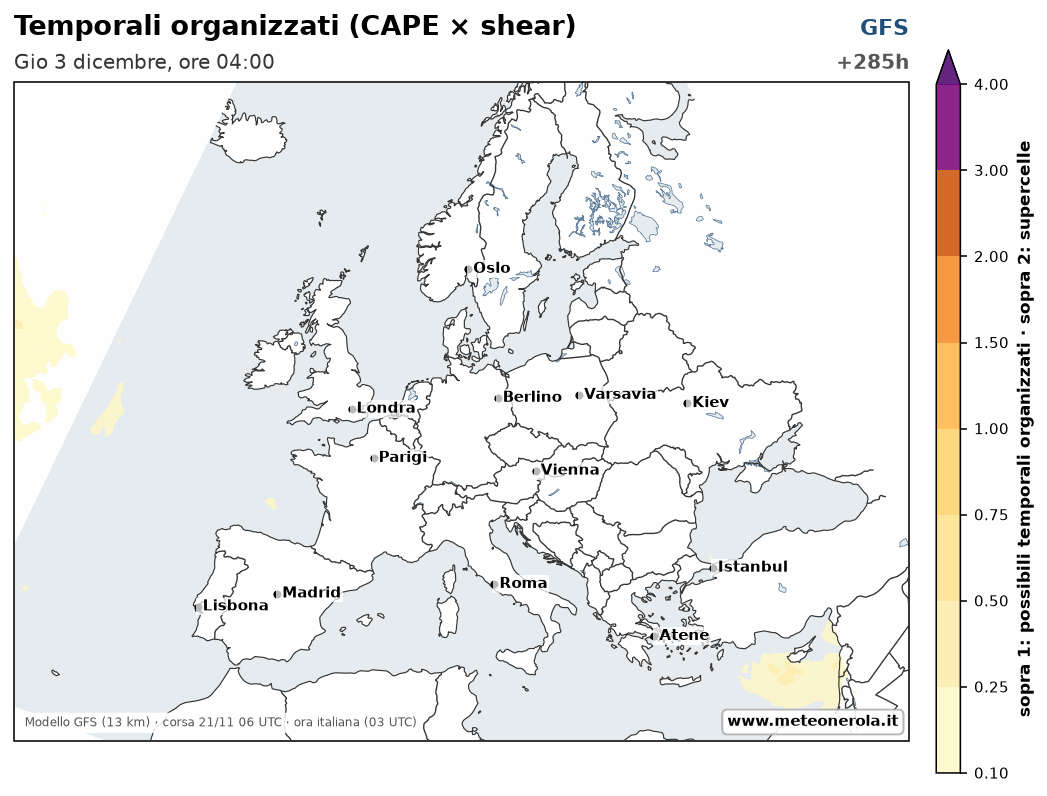 Temporali organizzati (CAPE × shear)
GFS
Gio 3 dicembre, ore 04:00
+285h
Oslo
Londra
Berlino
Varsavia
Kiev
Parigi
Vienna
Istanbul
Roma
Madrid
Lisbona
Atene
Modello GFS (13 km) · corsa 21/11 06 UTC · ora italiana (03 UTC)
www.meteonerola.it
4.00
3.00
2.00
1.50
1.00
0.75
0.50
0.25
0.10
sopra 1: possibili temporali organizzati · sopra 2: supercelle